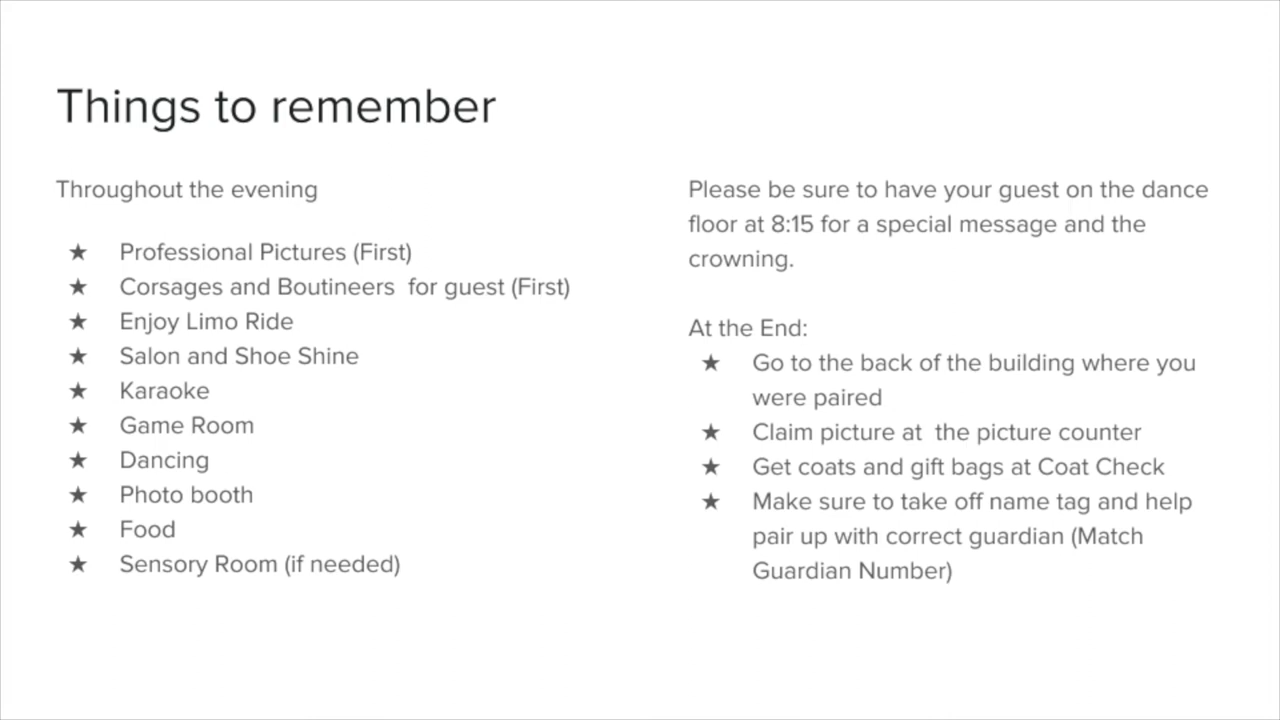 Things to remember
Throughout the evening
★ Professional Pictures (First)
★ Corsages and Boutineers  for guest (First)
★ Enjoy Limo Ride
★ Salon and Shoe Shine
★ Karaoke
★ Game Room
★ Dancing
★ Photo booth
★ Food
★ Sensory Room (if needed)
Please be sure to have your guest on the dance
floor at 8:15 for a special message and the
crowning.
At the End:
★ Go to the back of the building where you
were paired
★ Claim picture at  the picture counter
★ Get coats and gift bags at Coat Check
★ Make sure to take off name tag and help
pair up with correct guardian (Match
Guardian Number)